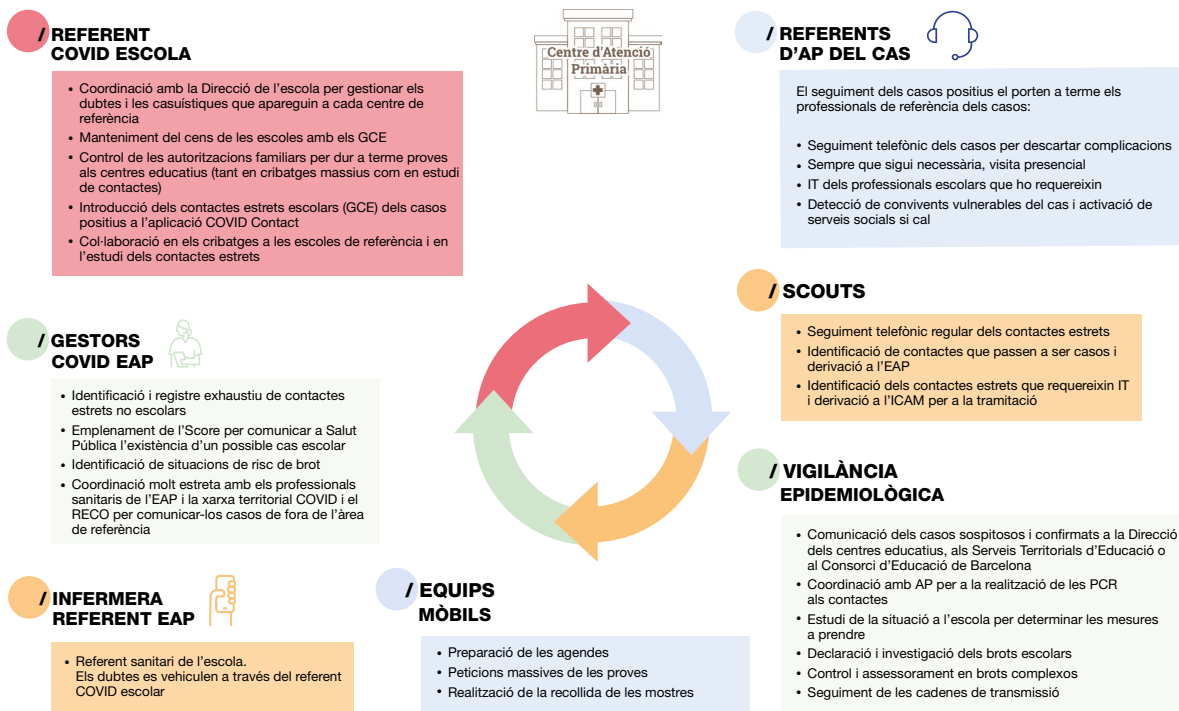 / REFERENT
COVID ESCOLA
• Coordinació amb la Direcció de l'escola per gestionar els
dubtes i les casuístiques que apareguin a cada centre de
referència
• Manteniment del cens de les escoles amb els GCE
• Control de les autoritzacions familiars per dur a terme proves
als centres educatius (tant en cribatges massius com en estudi
de contactes)
• Introducció dels contactes estrets escolars (GCE) dels casos
positius a l'aplicació COVID Contact
• Col·laboració en els cribatges a les escoles de referència i en
l'estudi dels contactes estrets
Centre d'Atenció
Primària
/ REFERENTS
D'AP DEL CAS
El seguiment dels casos positius el porten a terme els
professionals de referència dels casos:
• Seguiment telefònic dels casos per descartar complicacions
• Sempre que sigui necessària, visita presencial
• IT dels professionals escolars que ho requereixin
• Detecció de convivents vulnerables del cas i activació de
serveis socials si cal
/ SCOUTS
• Seguiment telefònic regular dels contactes estrets
• Identificació de contactes que passen a ser casos i
derivació a l'EAP
• Identificació dels contactes estrets que requereixin IT
i derivació a l'ICAM per a la tramitació
/ GESTORS
COVID EAP
• Identificació i registre exhaustiu de contactes
estrets no escolars
• Emplenament de l'Score per comunicar a Salut
Pública l'existència d'un possible cas escolar
• Identificació de situacions de risc de brot
• Coordinació molt estreta amb els professionals
sanitaris de l'EAP i la xarxa territorial COVID i el
RECO per comunicar-los casos de fora de l'àrea
de referència
/ VIGILÀNCIA
EPIDEMIOLÒGICA
• Comunicació dels casos sospitosos i confirmats a la Direcció
dels centres educatius, als Serveis Territorials d'Educació o
al Consorci d'Educació de Barcelona
• Coordinació amb AP per a la realització de les PCR
als contactes
• Estudi de la situació a l'escola per determinar les mesures
a prendre
• Declaració i investigació dels brots escolars
• Control i assessorament en brots complexos
• Seguiment de les cadenes de transmissió
/ INFERMERA
REFERENT EAP
• Referent sanitari de l'escola.
Els dubtes es vehiculen a través del referent
COVID escolar
/ EQUIPS
MÒBILS
• Preparació de les agendes
• Peticions massives de les proves
• Realització de la recollida de les mostres